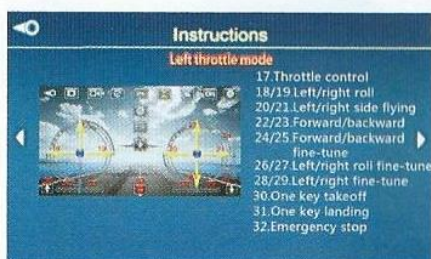 Instructions
Left throttle mode
17.Throttle control
18/19.Left/right roll
20/21.Left/right side flying
22/23.Forward/backward
24/25.Forward/backward
fine-tune
26/27.Left/right roll fine-tune
28/29.Left/right fine-tune
30.One key takeoff
31.One key landing
32.Emergency stop